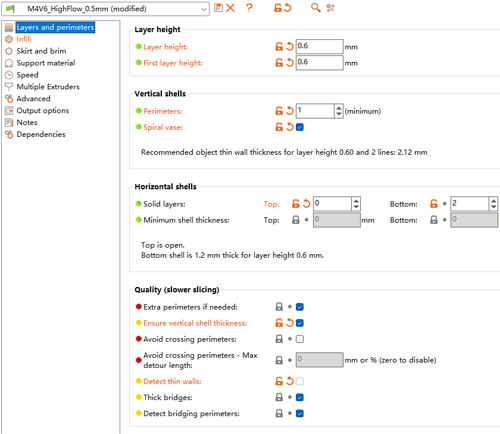 M4V6_HighFlow_0.5mm (modified)
Layers and perimeters
Infill
Skirt and brim
Support material
Speed
Multiple Extruders
Advanced
Output options
Notes
Dependencies
Layer height
Layer height: 0.6 mm
First layer height: 0.6 mm
Vertical shells
Perimeters: 1 (minimum)
Spiral vase:
Recommended object thin wall thickness for layer height 0.60 and 2 lines: 2.12 mm
Horizontal shells
Solid layers: Top: 0 Bottom: 2
Minimum shell thickness: Top: 0 mm Bottom: 0
Top is open.
Bottom shell is 1.2 mm thick for layer height 0.6 mm.
Quality (slower slicing)
Extra perimeters if needed:
Ensure vertical shell thickness:
Avoid crossing perimeters:
Avoid crossing perimeters - Max
detour length: 0 mm or % (zero to disable)
Detect thin walls:
Thick bridges:
Detect bridging perimeters: